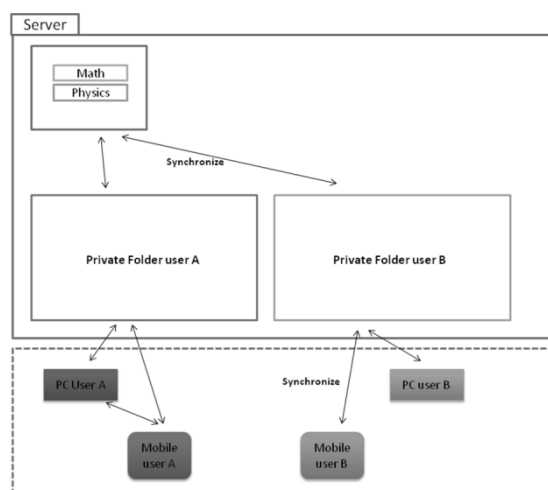 Server
Math
Physics
Synchronize
Private Folder user A
Private Folder user B
PC User A
Synchronize
PC user B
Mobile
user A
Mobile
user B